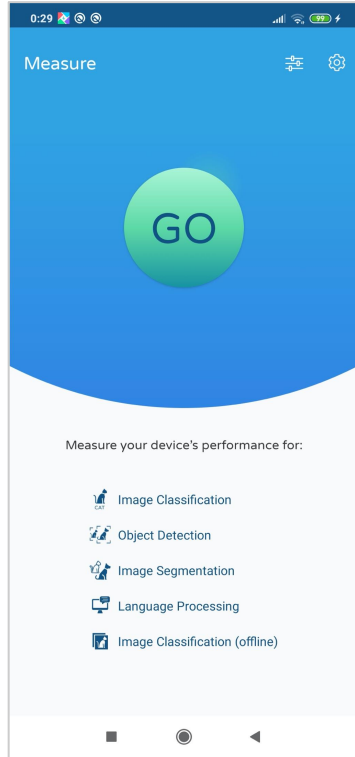 0:29
99
Measure
GO
Measure your device's performance for:
CAT
Image Classification
Object Detection
Image Segmentation
Language Processing
Image Classification (offline)